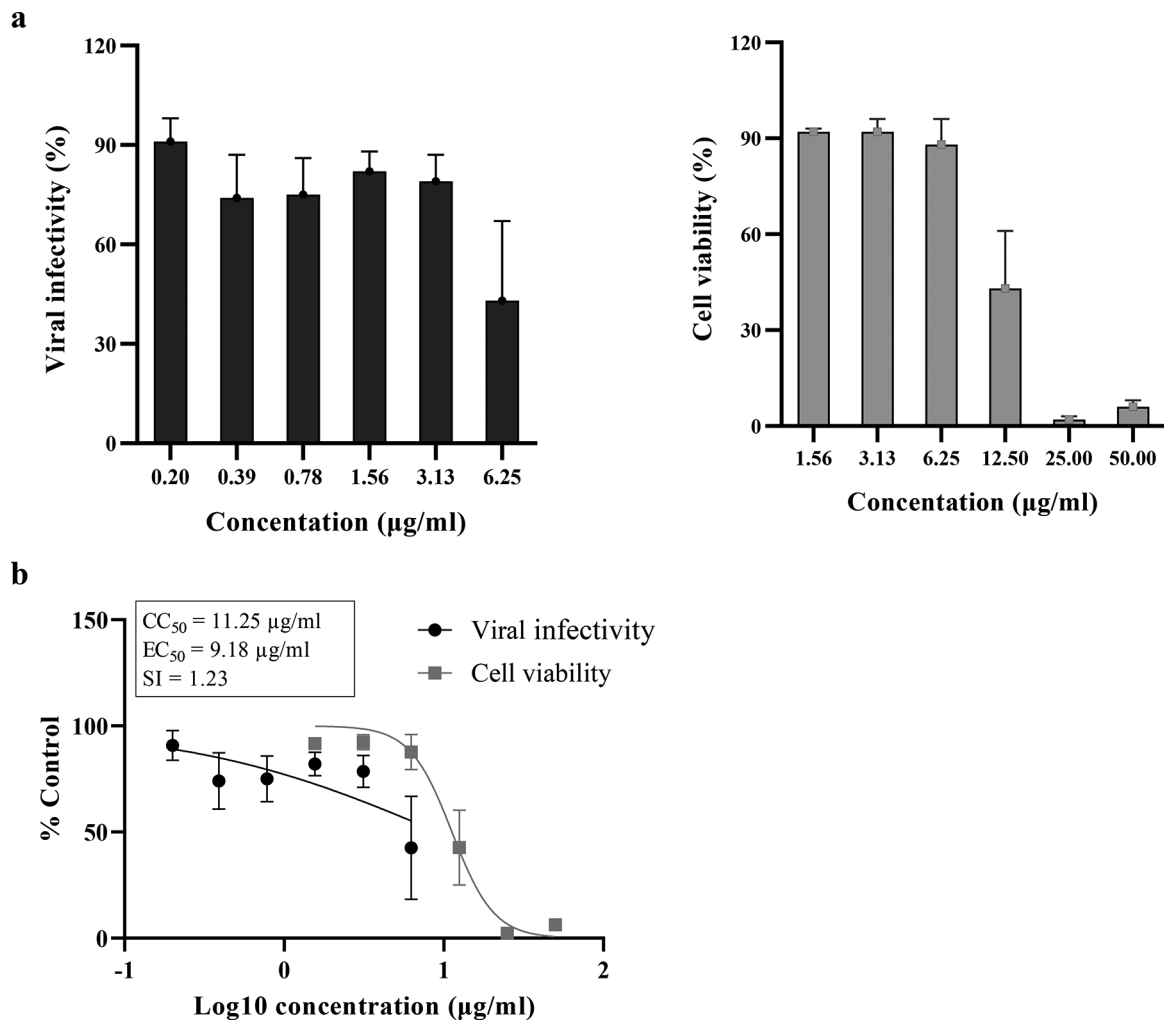 a
120
90
60
30
0
Viral infectivity (%)
0.20 0.39 0.78 1.56 3.13 6.25
Concentation (µg/ml)
120
90
60
30
0
Cell viability (%)
1.56 3.13 6.25 12.50 25.00 50.00
Concentation (µg/ml)
b
150
100
50
0
% Control
CC50 = 11.25 µg/ml
EC50 = 9.18 µg/ml
SI = 1.23
Viral infectivity
Cell viability
-1 0 1 2
Log10 concentration (µg/ml)